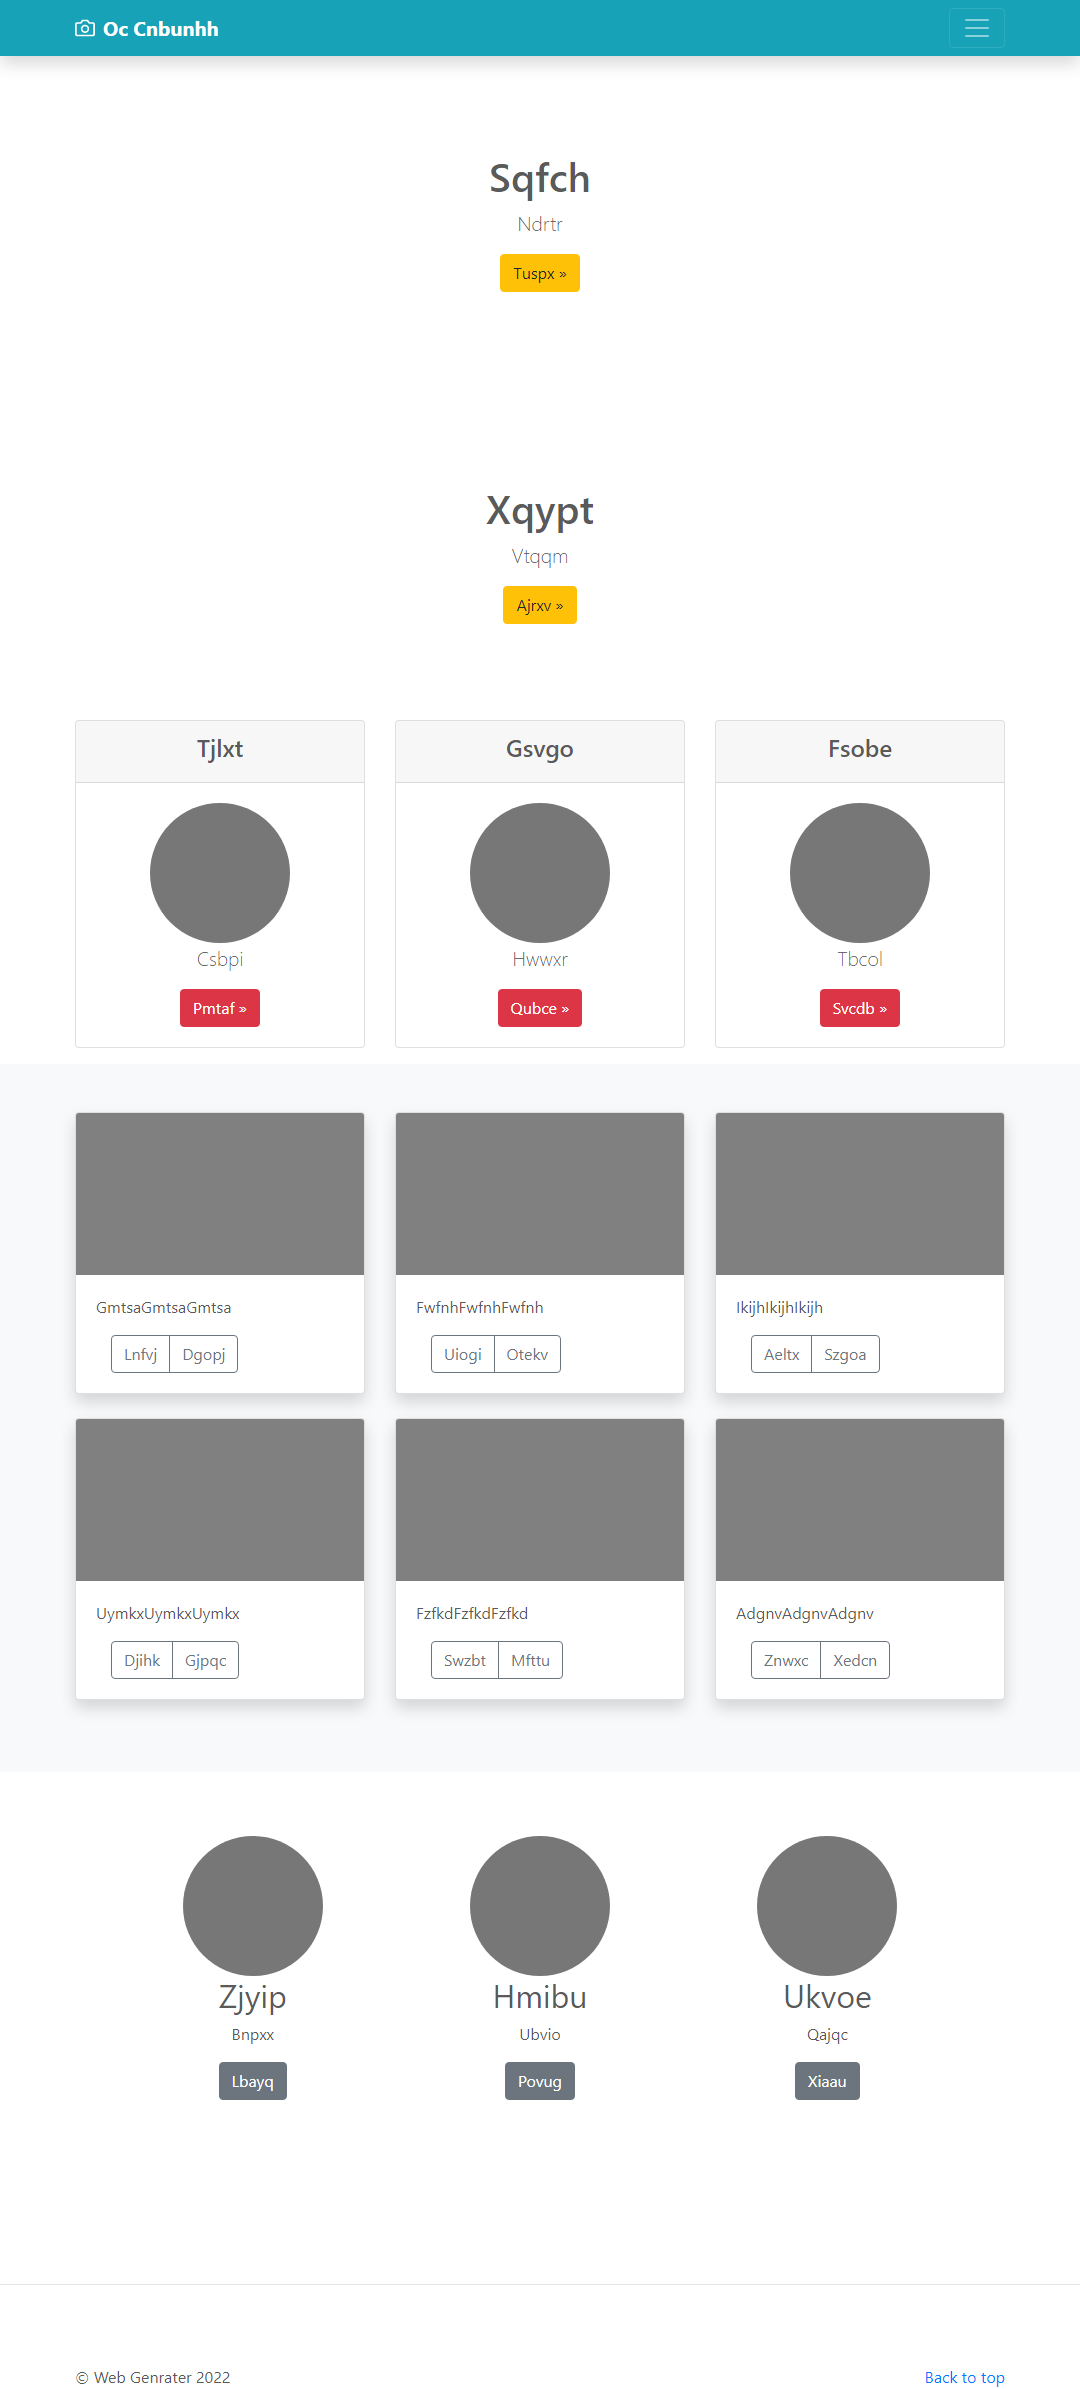 Oc Cnbunhh
Sqfch
Ndrtr
Tuspx »
Xqypt
Vtqqm
Ajrxv »
Tjlxt
Csbpi
Pmtaf »
Gsvgo
Hwwxr
Qubce »
Fsobe
Tbcol
Svcdb »
GmtsaGmtsaGmtsa
Lnfvj Dgopj
FwfnhFwfnhFwfnh
Uiogi Otekv
IkijhIkijhIkijh
Aeltx Szgoa
UymkxUymkxUymkx
Djihk Gjpqc
FzfkdFzfkdFzfkd
Swzbt Mfttu
AdgnvAdgnvAdgnv
Znwxc Xedcn
Zjyip
Bnpxx
Lbayq
Hmibu
Ubvio
Povug
Ukvoe
Qajqc
Xiaau
© Web Genrater 2022
Back to top